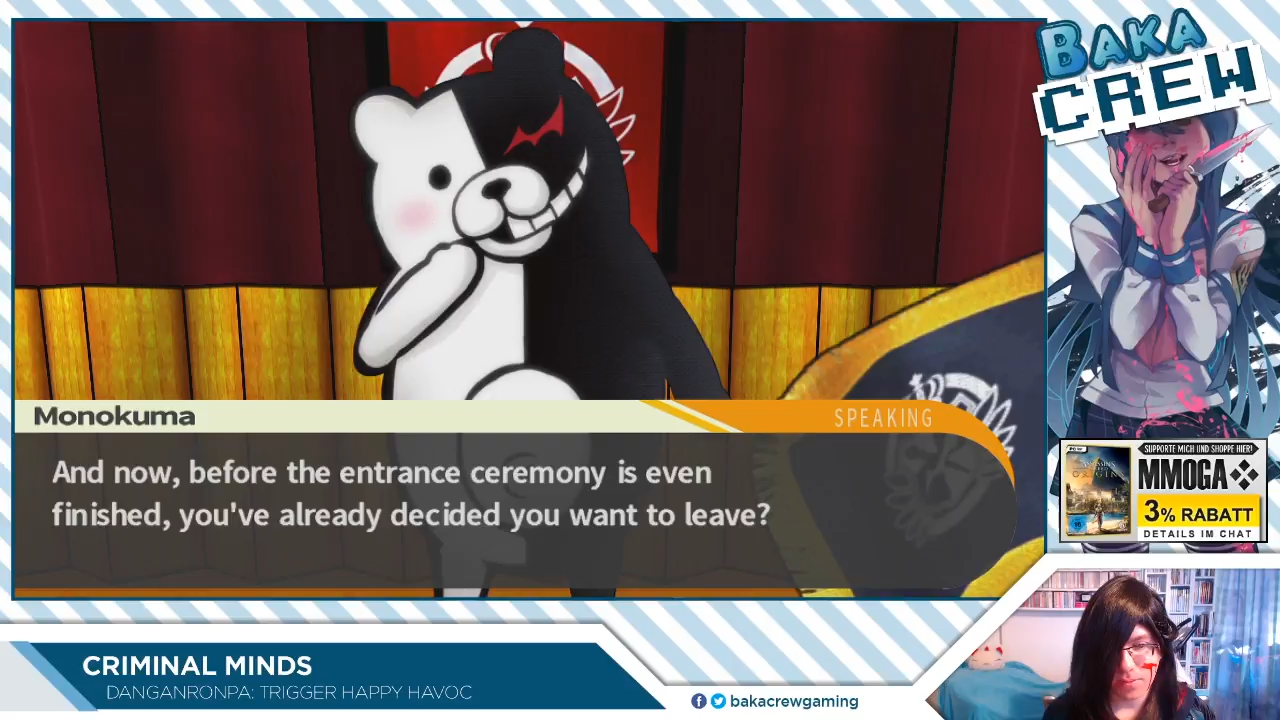 BAKA
CREW
Monokuma
SPEAKING
And now, before the entrance ceremony is even
finished, you've already decided you want to leave?
SUPPORTE MICH UND SHOPPE HIER!
MMOGA
3% RABATT
DETAILS IM CHAT
CRIMINAL MINDS
DANGANRONPA: TRIGGER HAPPY HAVOC
bakacrewgaming